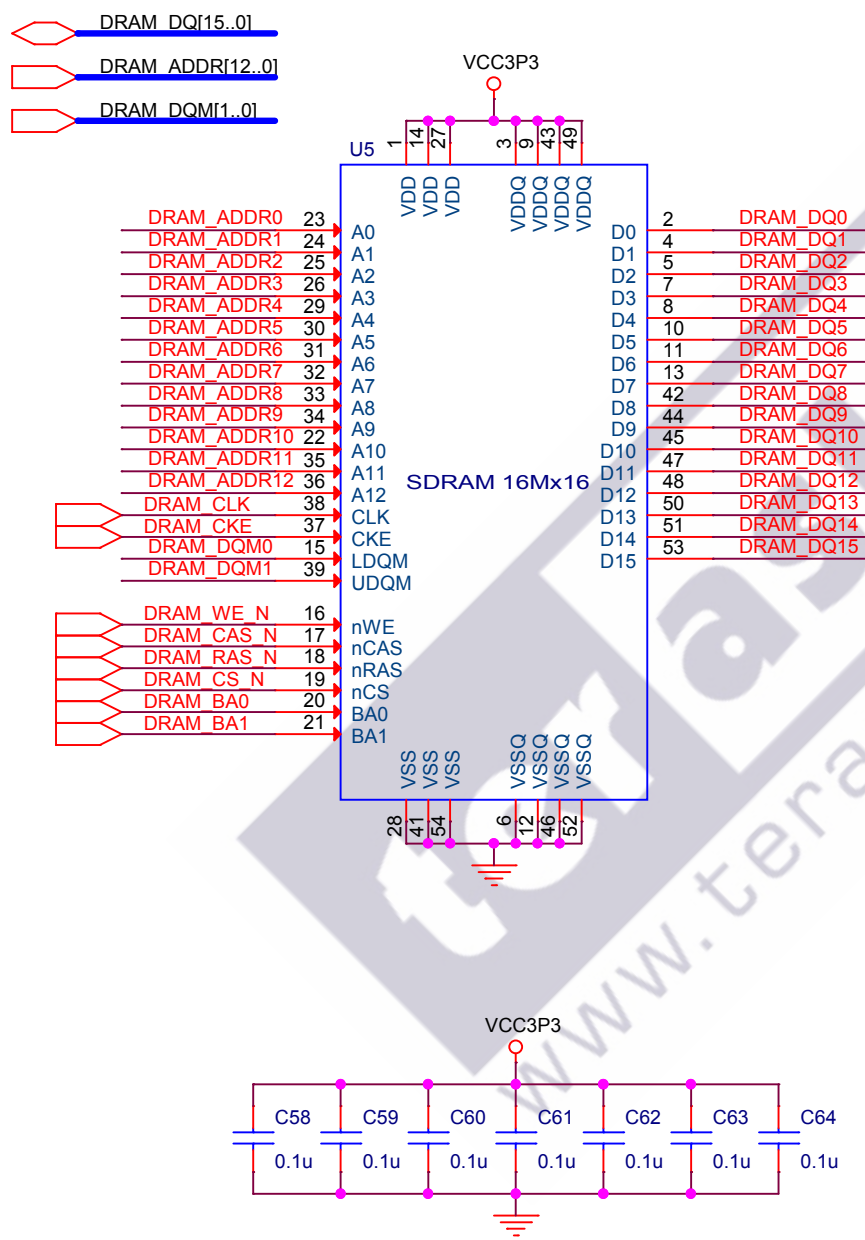 DRAM_DQ[15..0]
DRAM_ADDR[12..0]
DRAM_DQM[1..0]
VCC3P3
U5
1 14 27 3 9 43 49
VDD VDD VDD VDDQ VDDQ VDDQ VDDQ
DRAM_ADDR0 23 A0 D0 2 DRAM_DQ0
DRAM_ADDR1 24 A1 D1 4 DRAM_DQ1
DRAM_ADDR2 25 A2 D2 5 DRAM_DQ2
DRAM_ADDR3 26 A3 D3 7 DRAM_DQ3
DRAM_ADDR4 29 A4 D4 8 DRAM_DQ4
DRAM_ADDR5 30 A5 D5 10 DRAM_DQ5
DRAM_ADDR6 31 A6 D6 11 DRAM_DQ6
DRAM_ADDR7 32 A7 D7 13 DRAM_DQ7
DRAM_ADDR8 33 A8 D8 42 DRAM_DQ8
DRAM_ADDR9 34 A9 D9 44 DRAM_DQ9
DRAM_ADDR10 22 A10 D10 45 DRAM_DQ10
DRAM_ADDR11 35 A11 D11 47 DRAM_DQ11
DRAM_ADDR12 36 A12 SDRAM 16Mx16 D12 48 DRAM_DQ12
DRAM_CLK 38 CLK D13 50 DRAM_DQ13
DRAM_CKE 37 CKE D14 51 DRAM_DQ14
DRAM_DQM0 15 LDQM D15 53 DRAM_DQ15
DRAM_DQM1 39 UDQM
DRAM_WE_N 16 nWE
DRAM_CAS_N 17 nCAS
DRAM_RAS_N 18 nRAS
DRAM_CS_N 19 nCS
DRAM_BA0 20 BA0
DRAM_BA1 21 BA1
VSS VSS VSS VSSQ VSSQ VSSQ VSSQ
28 41 54 6 12 46 52
VCC3P3
C58 C59 C60 C61 C62 C63 C64
0.1u 0.1u 0.1u 0.1u 0.1u 0.1u 0.1u
teras
www.tera